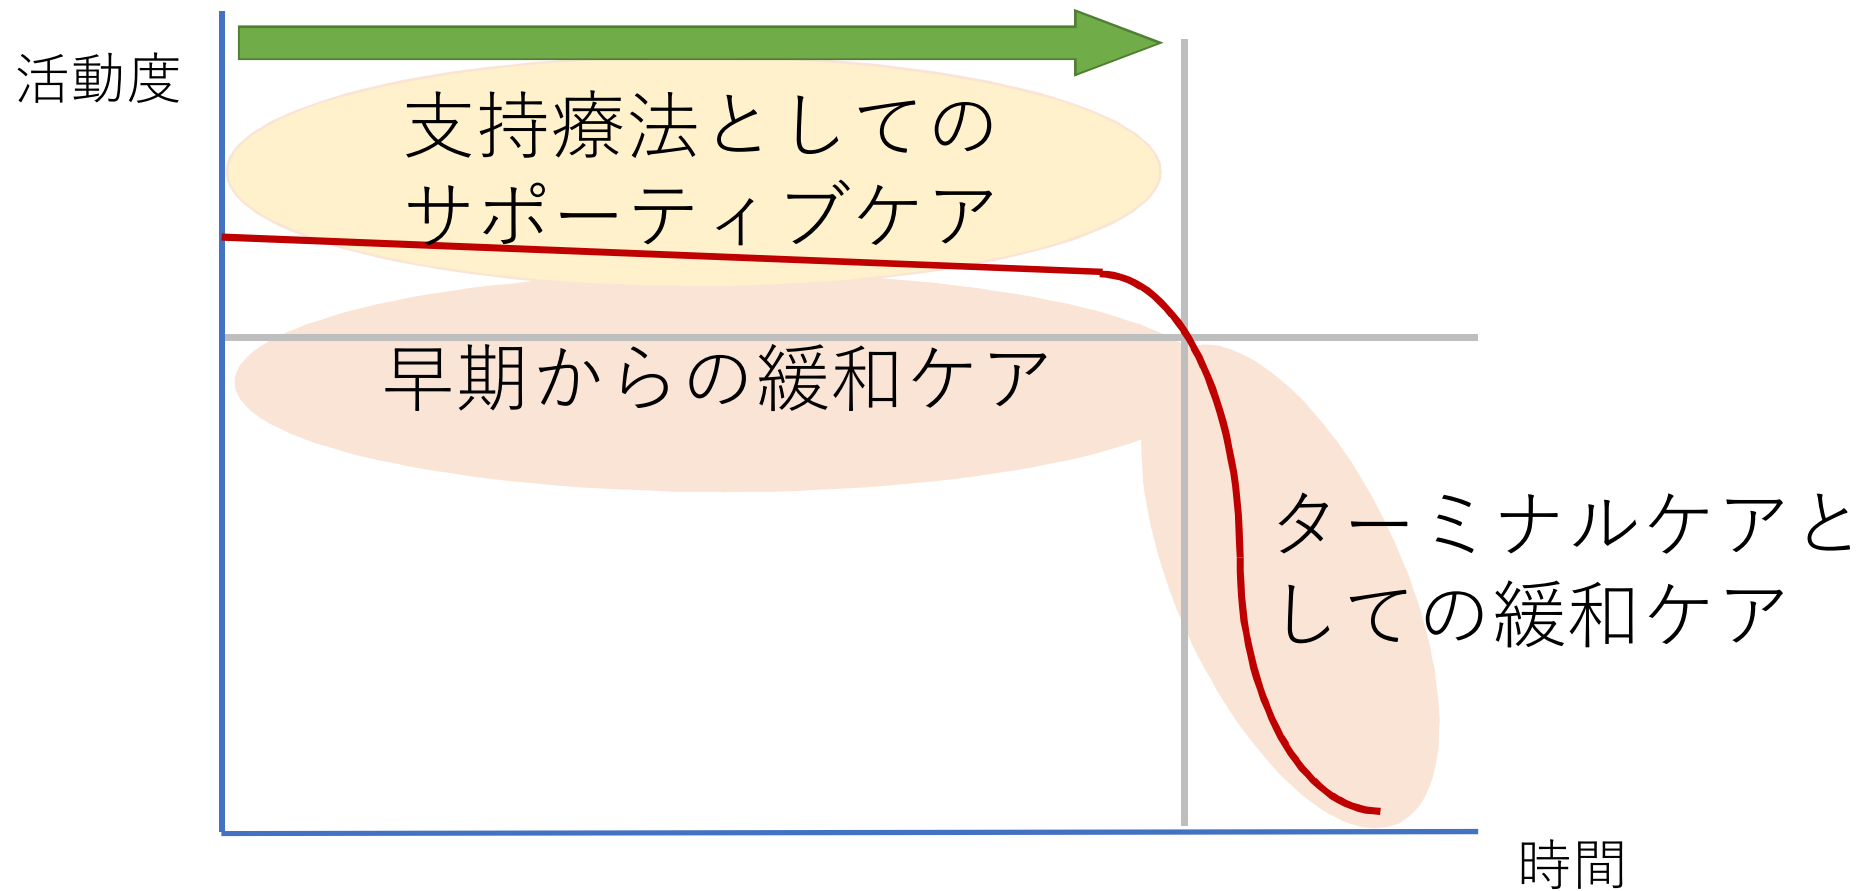 活動度
支持療法としての
サポーティブケア
早期からの緩和ケア
ターミナルケアと
しての緩和ケア
時間